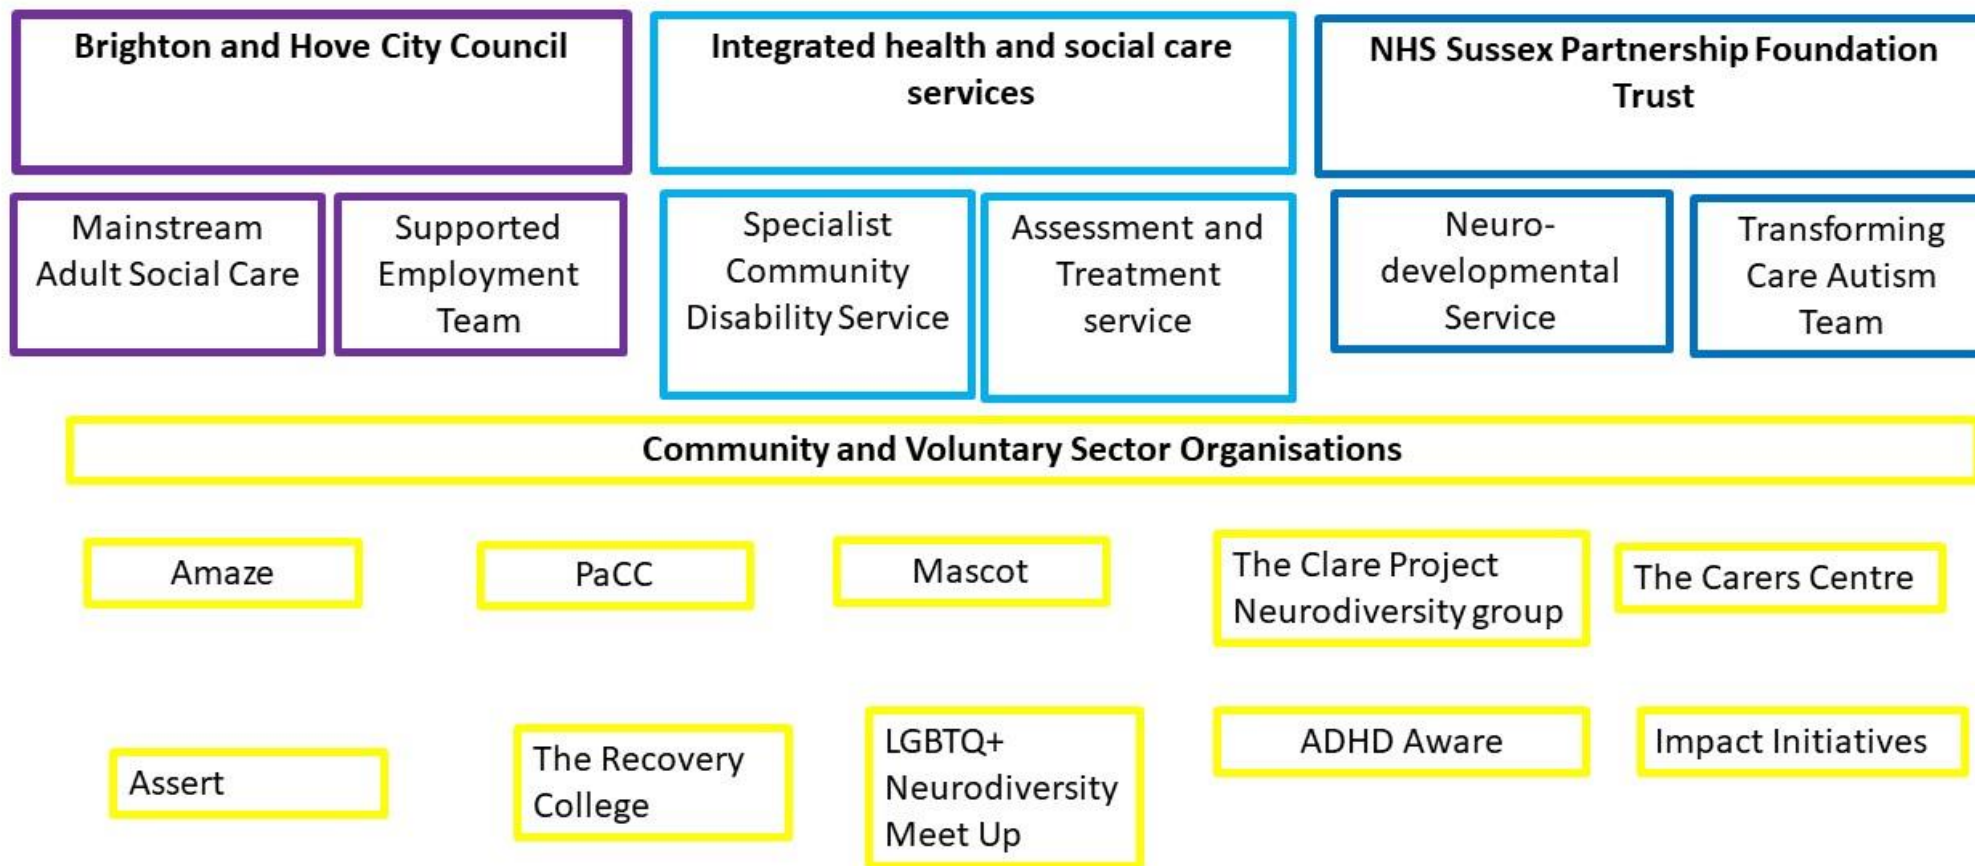 Brighton and Hove City Council
Integrated health and social care
services
NHS Sussex Partnership Foundation
Trust
Mainstream
Adult Social Care
Supported
Employment
Team
Specialist
Community
Disability Service
Assessment and
Treatment
service
Neuro-
developmental
Service
Transforming
Care Autism
Team
Community and Voluntary Sector Organisations
Amaze
PaCC
Mascot
The Clare Project
Neurodiversity group
The Carers Centre
Assert
The Recovery
College
LGBTQ+
Neurodiversity
Meet Up
ADHD Aware
Impact Initiatives